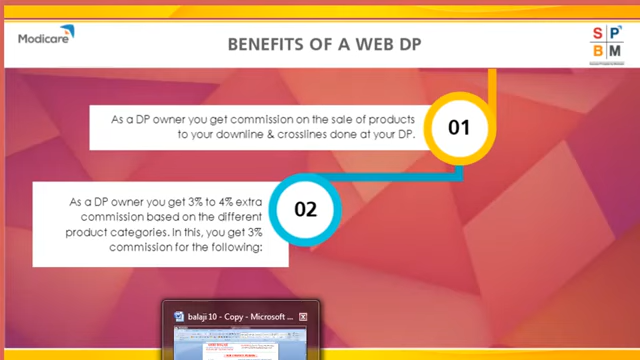 Modicare
BENEFITS OF A WEB DP
S P
B M
As a DP owner you get commission on the sale of products
to your downline & crosslines done at your DP.
01
As a DP owner you get 3% to 4% extra
commission based on the different
product categories. In this, you get 3%
commission for the following:
02
balaji 10 - Copy - Microsoft ...